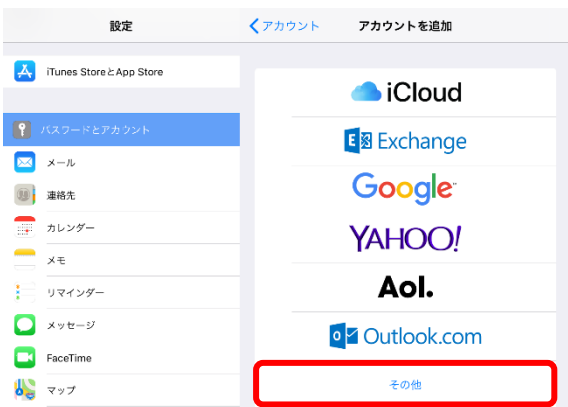 設定
iTunes StoreとApp Store
パスワードとアカウント
メール
連絡先
カレンダー
メモ
リマインダー
メッセージ
FaceTime
マップ
アカウント
アカウントを追加
iCloud
E Exchange
Google
YAHOO!
Aol.
o Outlook.com
その他